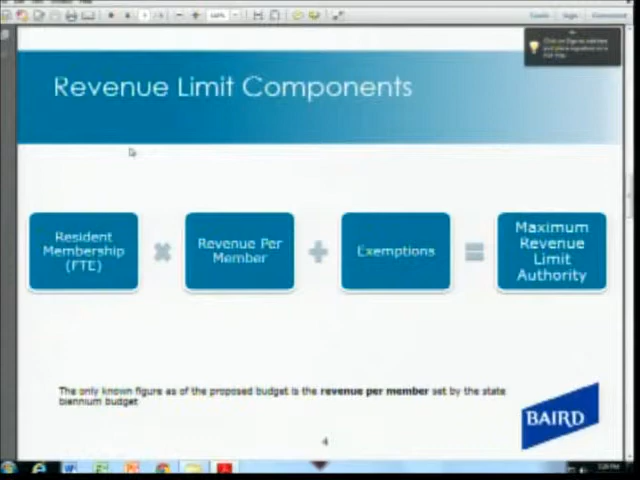 Revenue Limit Components
Resident
Membership
(FTE)
Revenue Per
Member
Exemptions
Maximum
Revenue
Limit
Authority
The only known figure as of the proposed budget is the revenue per member set by the state
biennium budget
BAIRD
4